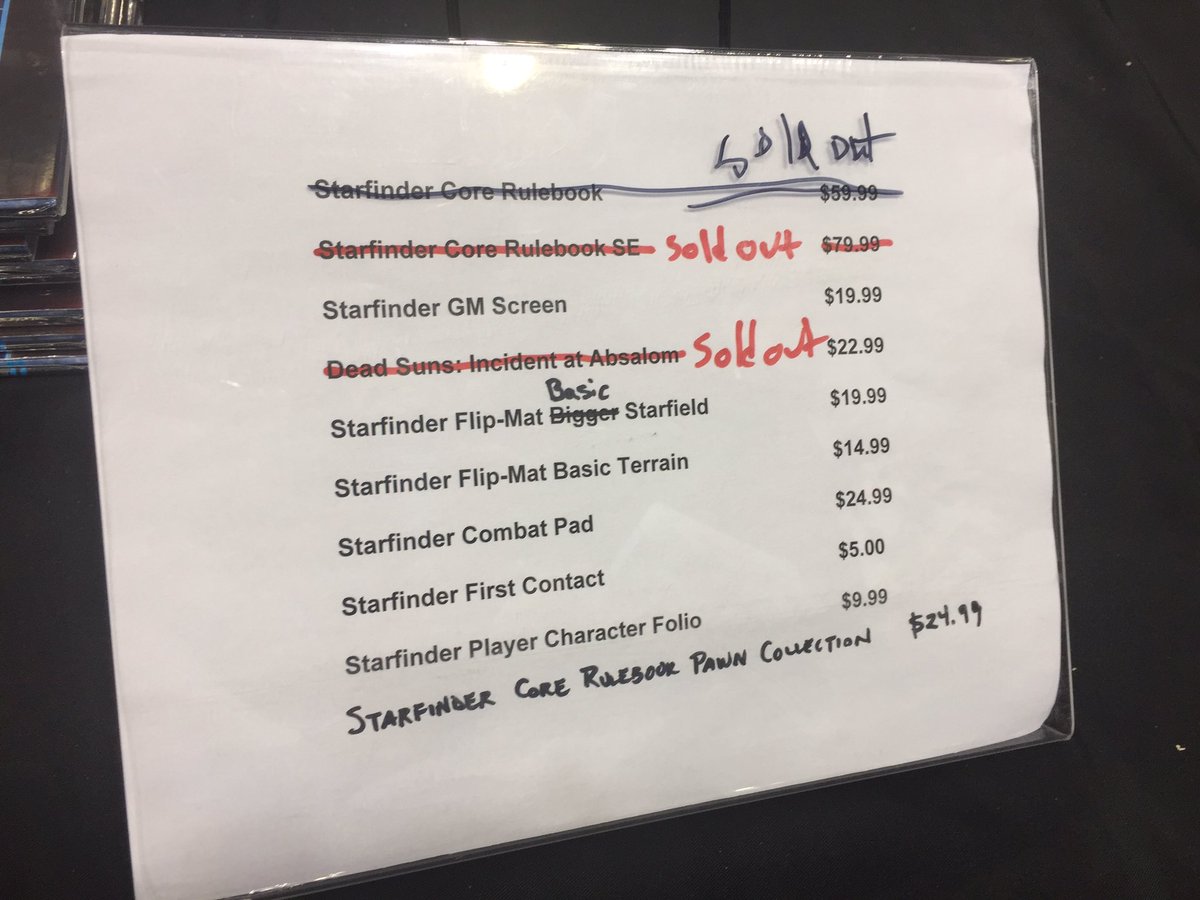 Sold out
Starfinder Core Rulebook $59.99
Starfinder Core Rulebook SE Sold out $79.99
Starfinder GM Screen $19.99
Dead Suns: Incident at Absalom Sold out $22.99
Basic
Starfinder Flip-Mat Bigger Starfield $19.99
Starfinder Flip-Mat Basic Terrain $14.99
Starfinder Combat Pad $24.99
Starfinder First Contact $5.00
Starfinder Player Character Folio $9.99
STARFINDER CORE RULEBOOK PAWN COLLECTION $24.99